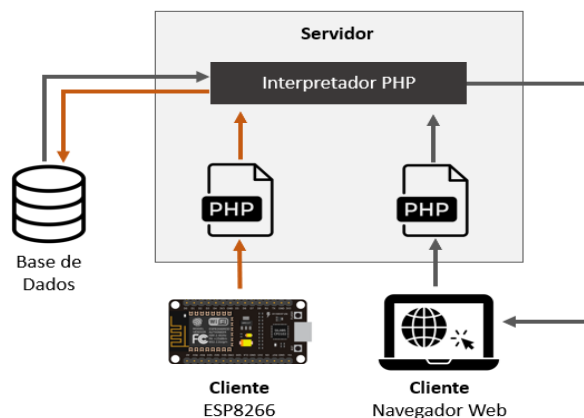 Servidor
Interpretador PHP
PHP
PHP
Base de
Dados
Cliente
ESP8266
Cliente
Navegador Web